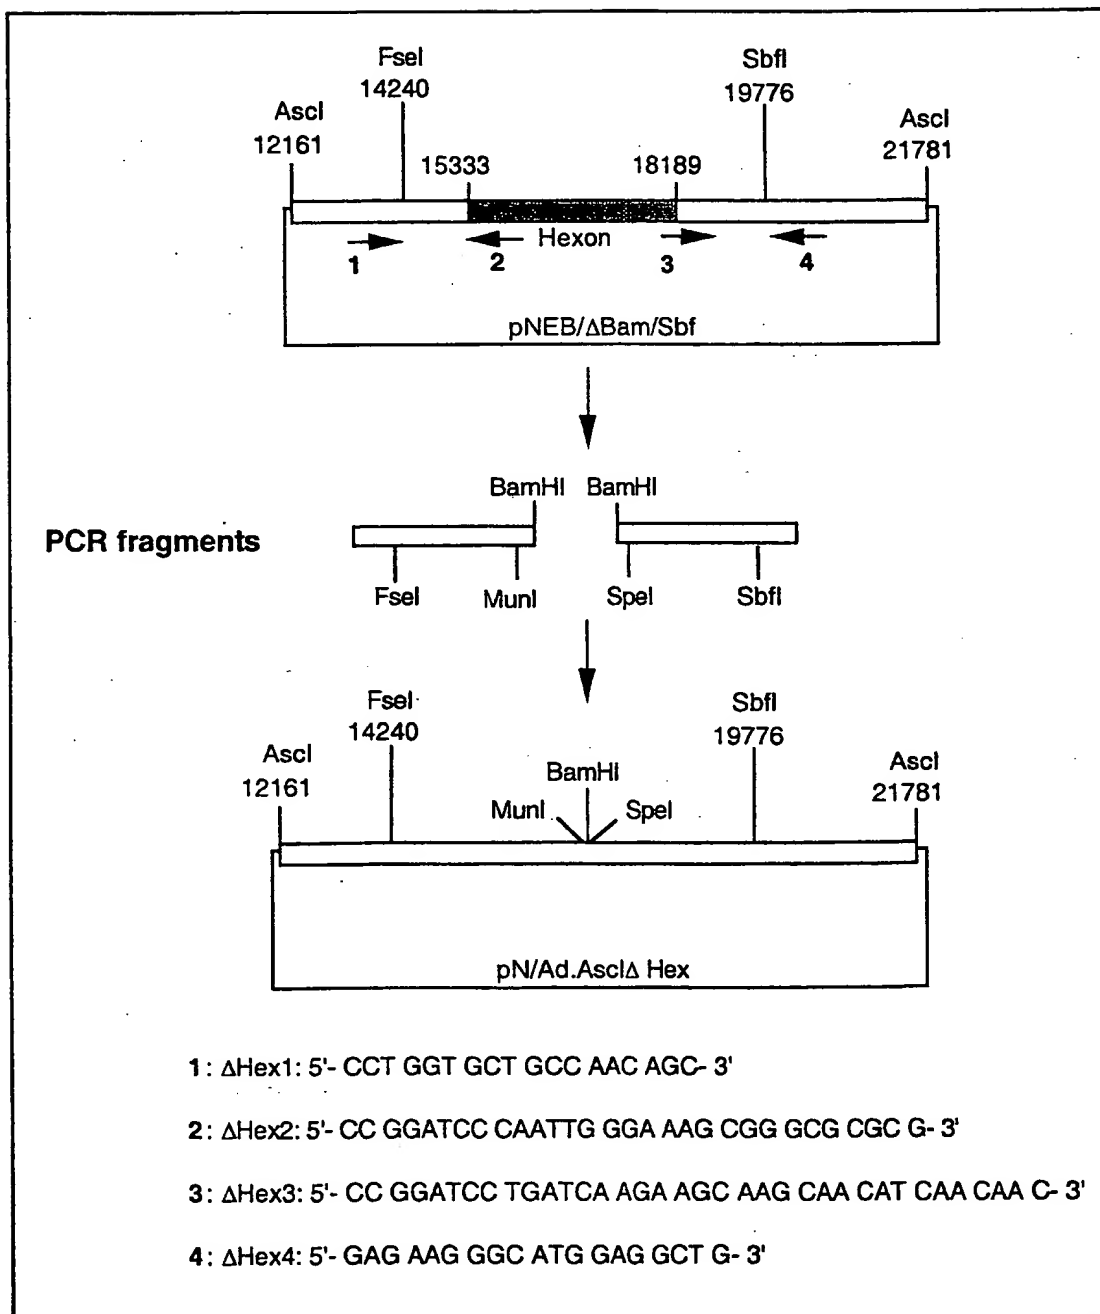 FseI
14240
SbfI
19776
AscI
12161
AscI
21781
15333
18189
Hexon
1
2
3
4
pNEB/ΔBam/Sbf
BamHI BamHI
PCR fragments
FseI MunI SpeI SbfI
FseI
14240
SbfI
19776
AscI
12161
BamHI
AscI
21781
MunI SpeI
pN/Ad.AscIΔ Hex
1: ΔHex1: 5'- CCT GGT GCT GCC AAC AGC- 3'
2: ΔHex2: 5'- CC GGATCC CAATTG GGA AAG CGG GCG CGC G- 3'
3: ΔHex3: 5'- CC GGATCC TGATCA AGA AGC AAG CAA CAT CAA CAA C- 3'
4: ΔHex4: 5'- GAG AAG GGC ATG GAG GCT G- 3'